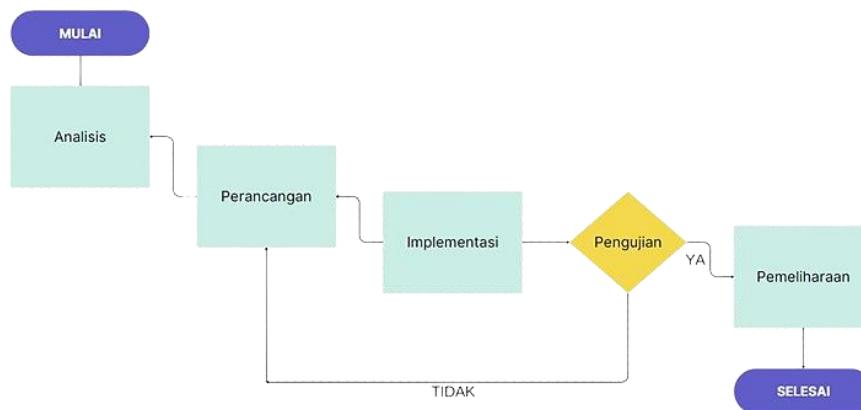 MULAI
Analisis
Perancangan
Implementasi
Pengujian
YA
Pemeliharaan
TIDAK
SELESAI